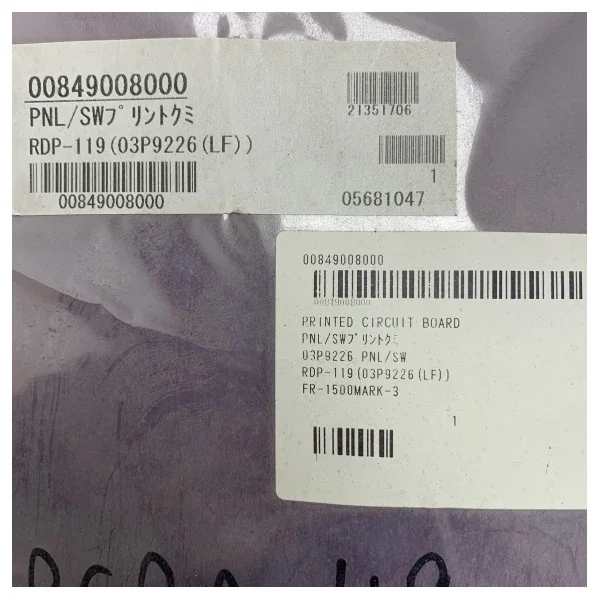 00849008000
PNL/SWﾌﾟﾘﾝﾄｸﾐ
RDP-119(03P9226(LF))
00849008000
21351706
1
05681047
00849008000
00849008000
PRINTED CIRCUIT BOARD
PNL/SWﾌﾟﾘﾝﾄｸﾐ
03P9226 PNL/SW
RDP-119(03P9226(LF))
FR-1500MARK-3
1